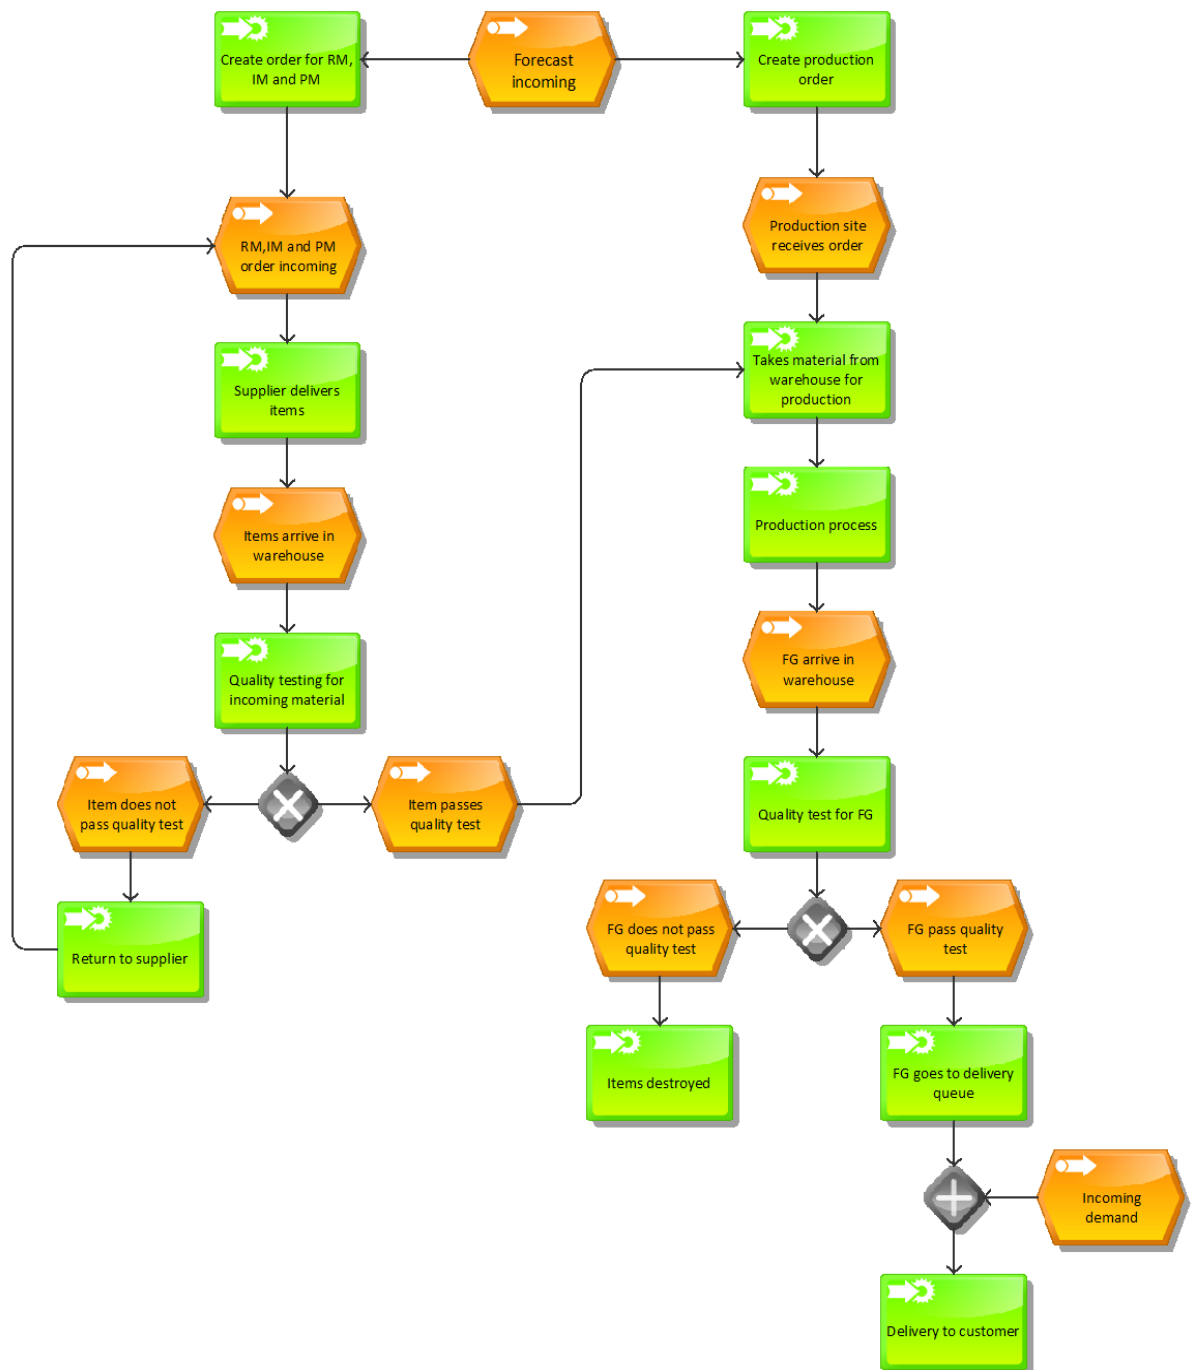 Create order for RM,
IM and PM
Forecast
incoming
Create production
order
RM,IM and PM
order incoming
Production site
receives order
Supplier delivers
items
Takes material from
warehouse for
production
Items arrive in
warehouse
Production process
Quality testing for
incoming material
FG arrive in
warehouse
Item does not
pass quality test
Item passes
quality test
Quality test for FG
Return to supplier
FG does not pass
quality test
FG pass quality
test
Items destroyed
FG goes to delivery
queue
Incoming
demand
Delivery to customer